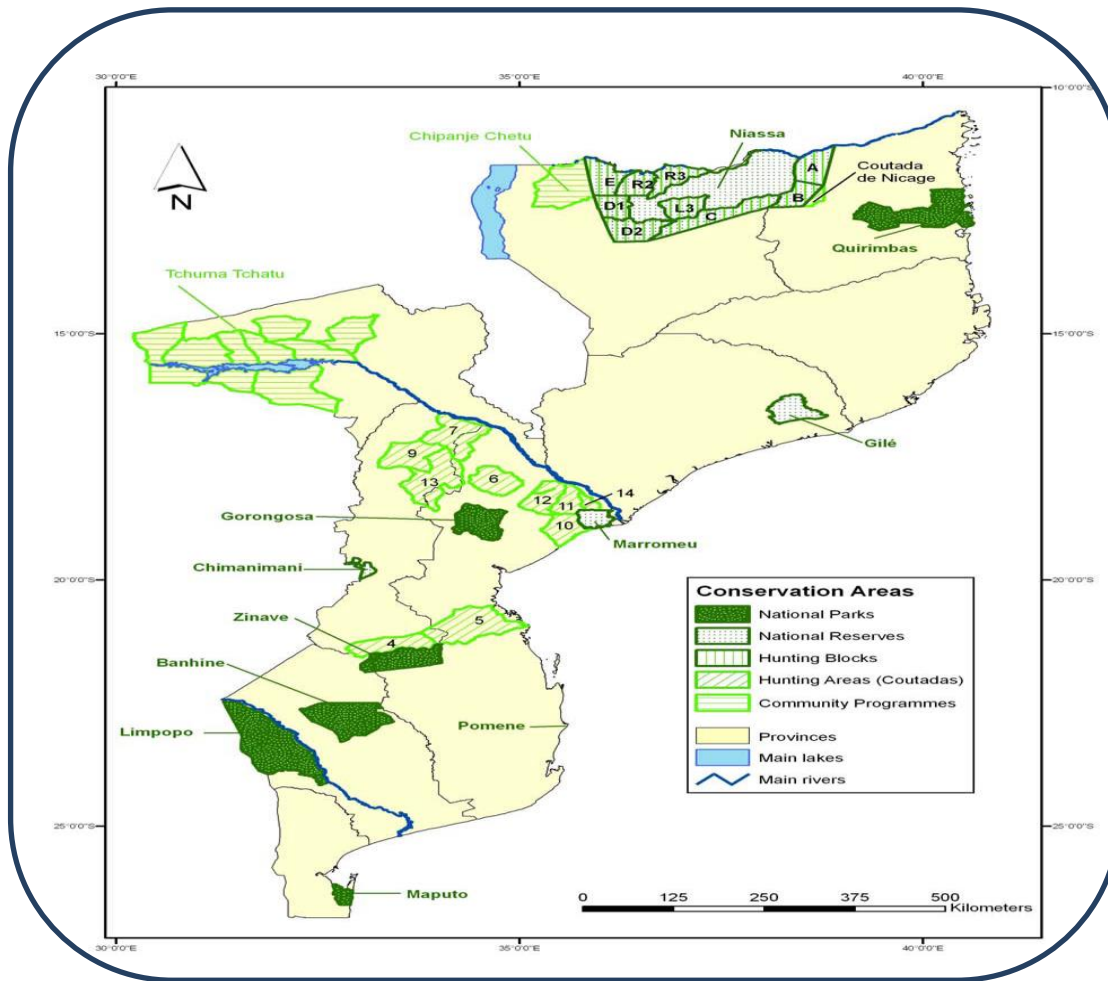 30°0'0"E
35°0'0"E
40°0'0"E
10°0'0"S
Chipanje Chetu
Niassa
Coutada
de Nicage
N
E
R2
R3
A
D1
L3
B
C
D2
Quirimbas
Tchuma Tchatu
15°0'0"S
15°0'0"S
Gilé
7
9
13
6
12
11
14
10
Gorongosa
Marromeu
Chimanimani
20°0'0"S
20°0'0"S
Zinave
4
5
Banhine
Limpopo
Pomene
Conservation Areas
National Parks
National Reserves
Hunting Blocks
Hunting Areas (Coutadas)
Community Programmes
Provinces
Main lakes
Main rivers
25°0'0"S
25°0'0"S
Maputo
0 125 250 375 500
Kilometers
30°0'0"E
35°0'0"E
40°0'0"E